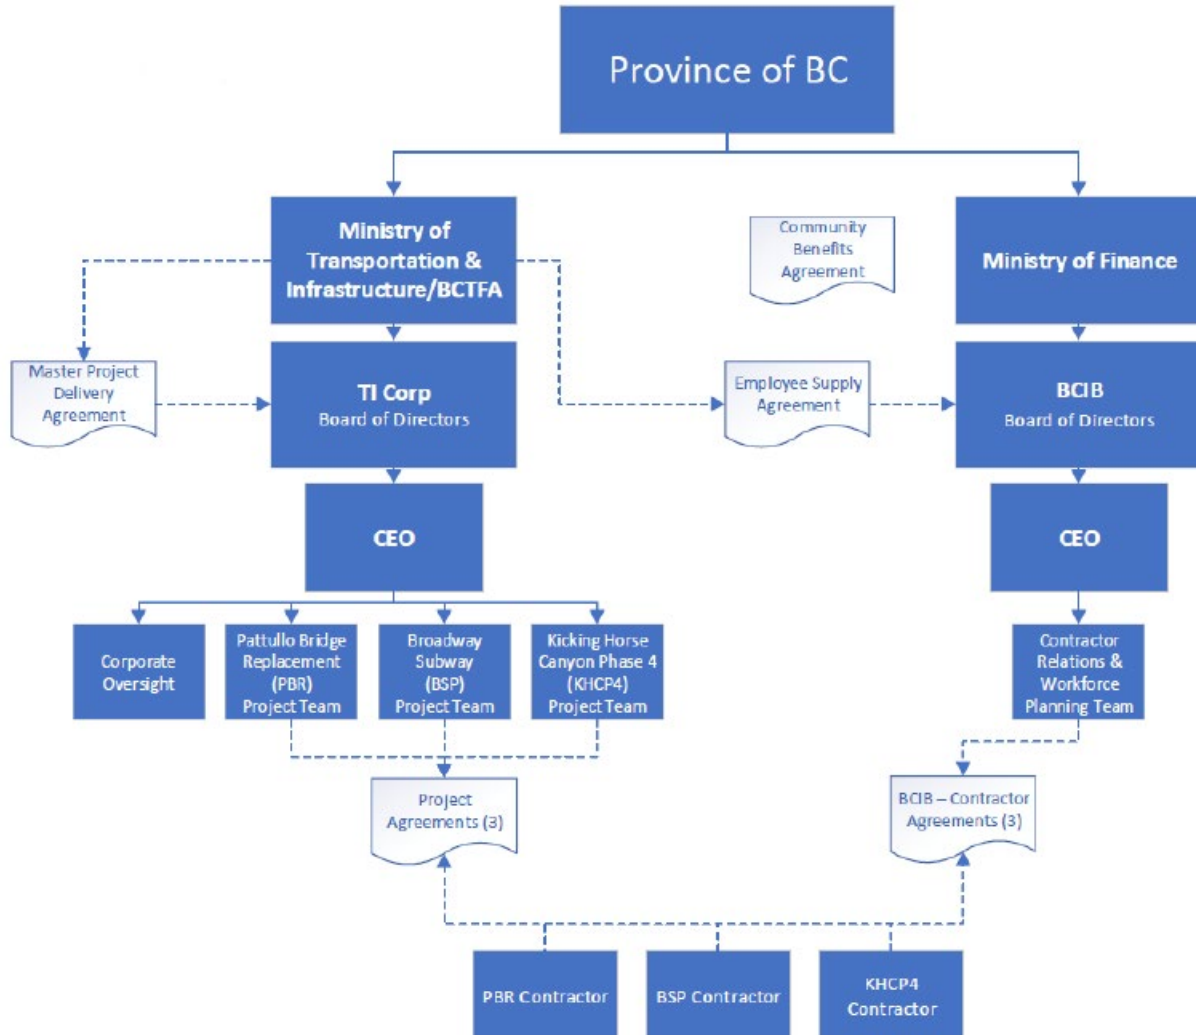 Province of BC
Ministry of
Transportation &
Infrastructure/BCTFA
Community
Benefits
Agreement
Ministry of Finance
Master Project
Delivery
Agreement
TI Corp
Board of Directors
Employee Supply
Agreement
BCIB
Board of Directors
CEO
CEO
Corporate
Oversight
Pattullo Bridge
Replacement
(PBR)
Project Team
Broadway
Subway
(BSP)
Project Team
Kicking Horse
Canyon Phase 4
(KHCP4)
Project Team
Contractor
Relations &
Workforce
Planning Team
Project
Agreements (3)
BCIB – Contractor
Agreements (3)
PBR Contractor
BSP Contractor
KHCP4
Contractor